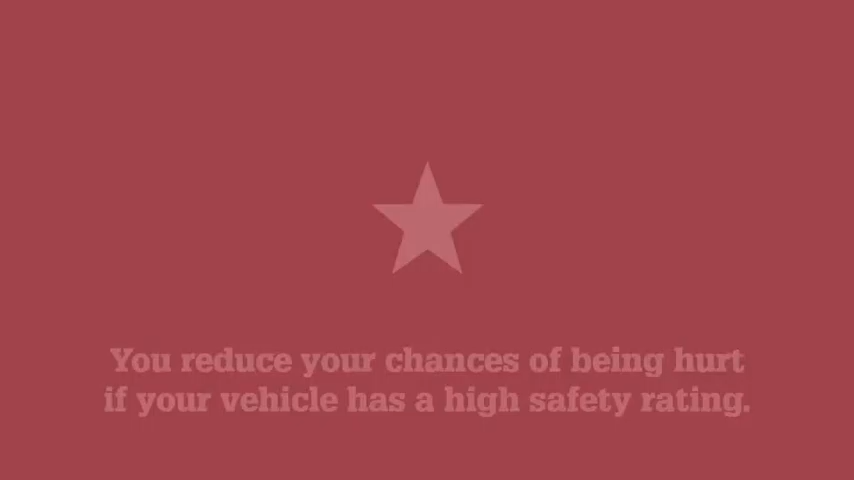 You reduce your chances of being hurt
if your vehicle has a high safety rating.